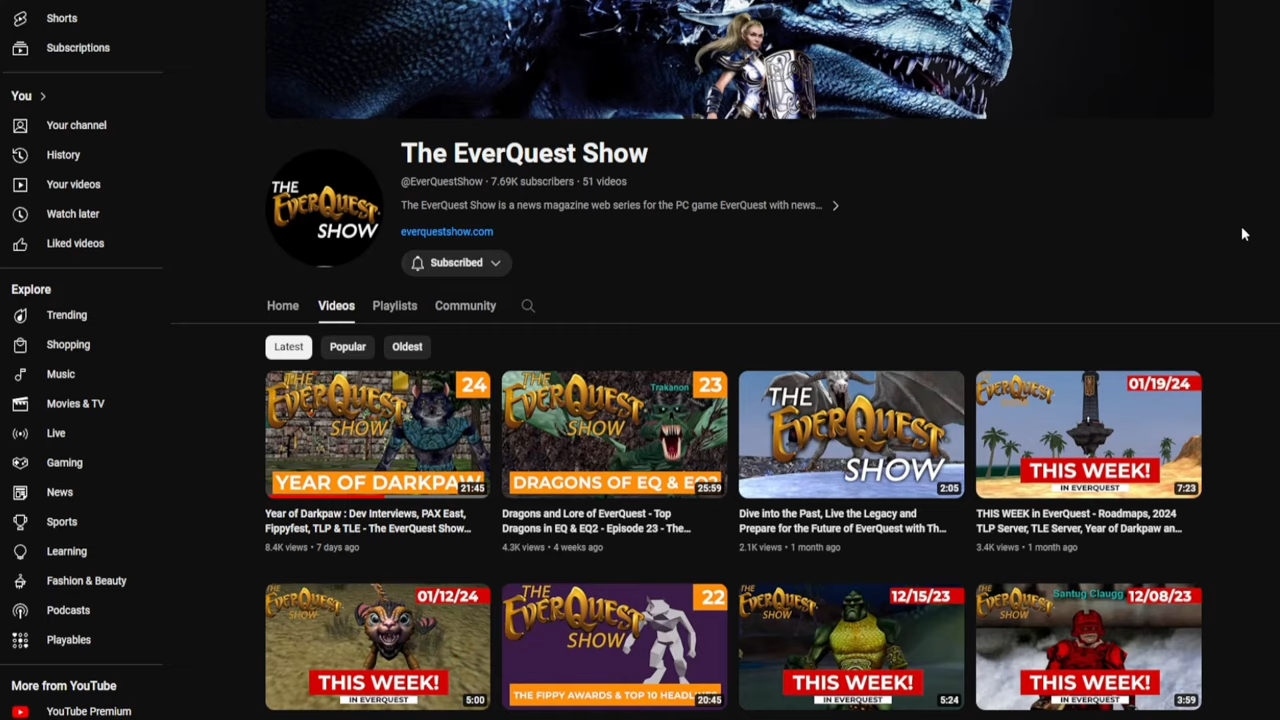 Shorts
Subscriptions
You
Your channel
History
Your videos
Watch later
Liked videos
Explore
Trending
Shopping
Music
Movies & TV
Live
Gaming
News
Sports
Learning
Fashion & Beauty
Podcasts
Playables
More from YouTube
YouTube Premium
THE
EVERQUEST
SHOW
The EverQuest Show
@EverQuestShow · 7.69K subscribers · 51 videos
The EverQuest Show is a news magazine web series for the PC game EverQuest with news...
everquestshow.com
Subscribed
Home Videos Playlists Community
Latest Popular Oldest
THE
EVERQUEST
SHOW
24
YEAR OF DARKPAW
21:45
Year of Darkpaw : Dev Interviews, PAX East,
Fippyfest, TLP & TLE - The EverQuest Show...
8.4K views · 7 days ago
THE
EVERQUEST
SHOW
Trakanon
23
DRAGONS OF EQ & EQ2
25:59
Dragons and Lore of EverQuest - Top
Dragons in EQ & EQ2 - Episode 23 - The...
4.3K views · 4 weeks ago
THE
EVERQUEST
SHOW
2:05
Dive into the Past, Live the Legacy and
Prepare for the Future of EverQuest with Th...
2.1K views · 1 month ago
EVERQUEST
SHOW
01/19/24
THIS WEEK!
IN EVERQUEST
7:23
THIS WEEK in EverQuest - Roadmaps, 2024
TLP Server, TLE Server, Year of Darkpaw an...
3.4K views · 1 month ago
THE
EVERQUEST
SHOW
01/12/24
THIS WEEK!
IN EVERQUEST
5:00
THE
EVERQUEST
SHOW
22
THE FIPPY AWARDS & TOP 10 HEADLINES
20:45
THE
EVERQUEST
SHOW
12/15/23
THIS WEEK!
IN EVERQUEST
5:24
THE
EVERQUEST
SHOW
Santug Claugg
12/08/23
THIS WEEK!
IN EVERQUEST
3:59